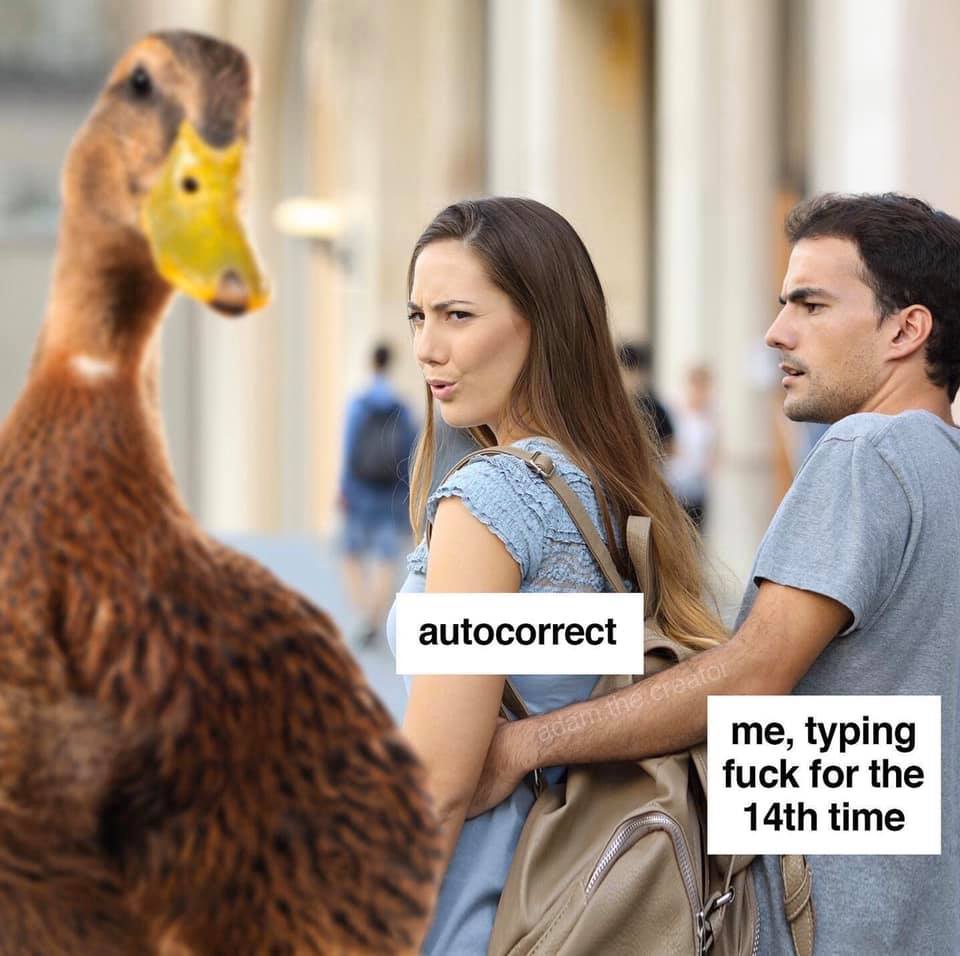 autocorrect
adam.the.creator
me, typing
fuck for the
14th time